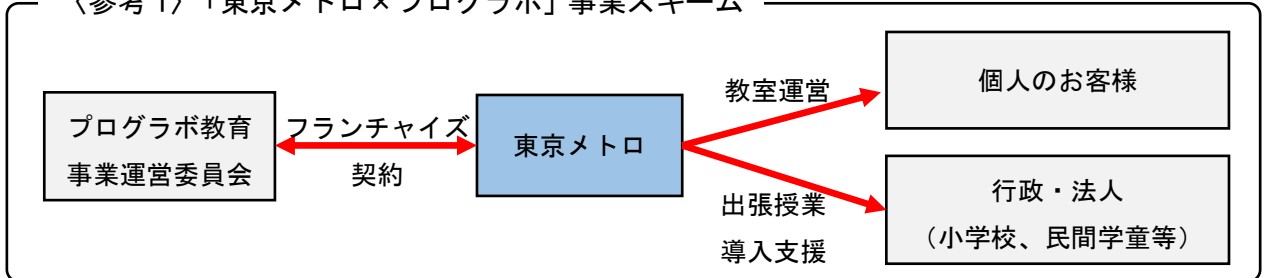 〈参考1〉「東京メトロ×プログラボ」事業スキーム
プログラボ教育
事業運営委員会
フランチャイズ
契約
東京メトロ
教室運営
個人のお客様
出張授業
導入支援
行政・法人
（小学校、民間学童等）